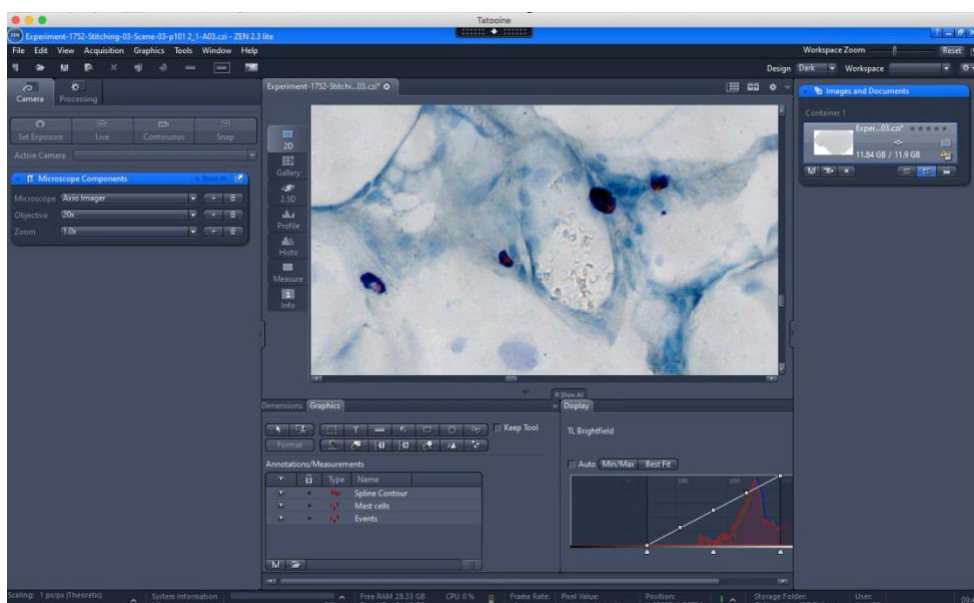 Tatooine
Experiment-1752-Stitching-03-Scene-03-p101 2_1-A03.czi - ZEN 2.3 lite
File Edit View Acquisition Graphics Tools Window Help
Workspace Zoom
Reset
Design Dark Workspace
Camera
Processing
Set Exposure Live Continuous Snap
Active Camera
Microscope Components
Show All
Microscope Axio Imager
Objective 20x
Zoom 1.0x
Experiment-1752-Stitchi...03.czi*
2D
Gallery
2.5D
Profile
Histo
Measure
Info
Show All
Dimensions Graphics
Keep Tool
Format
Annotations/Measurements
Type Name
Spline Contour
Mast cells
Events
Display
TL Brightfield
Auto Min/Max Best Fit
Images and Documents
Container 1
Exper...03.czi*
11.84 GB / 11.9 GB
Scaling: 1 px/px (Theoretic) System Information Free RAM 28.33 GB CPU 0 % Frame Rate: Pixel Value: Position: Storage Folder: User: